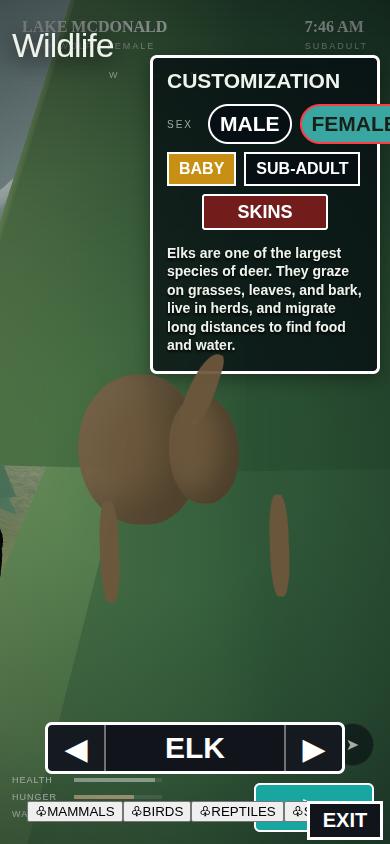 LAKE MCDONALD
7:46 AM
Wildlife
EMALE
SUBADULT
W
CUSTOMIZATION
SEX MALE FEMALE
BABY SUB-ADULT
SKINS
Elks are one of the largest
species of deer. They graze
on grasses, leaves, and bark,
live in herds, and migrate
long distances to find food
and water.
◀ ELK ▶ ➤
HEALTH
HUNGER
WA
♧MAMMALS ♧BIRDS ♧REPTILES ♧S
EXIT